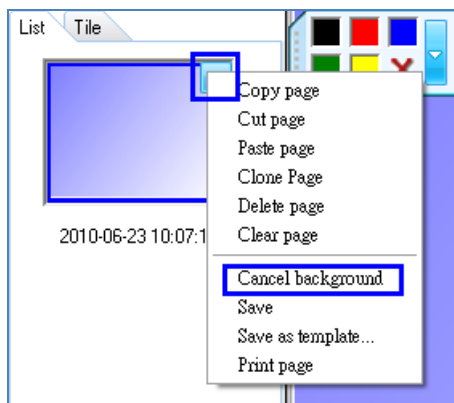 List Tile
Copy page
Cut page
Paste page
Clone Page
Delete page
2010-06-23 10:07:1
Clear page
Cancel background
Save
Save as template...
Print page